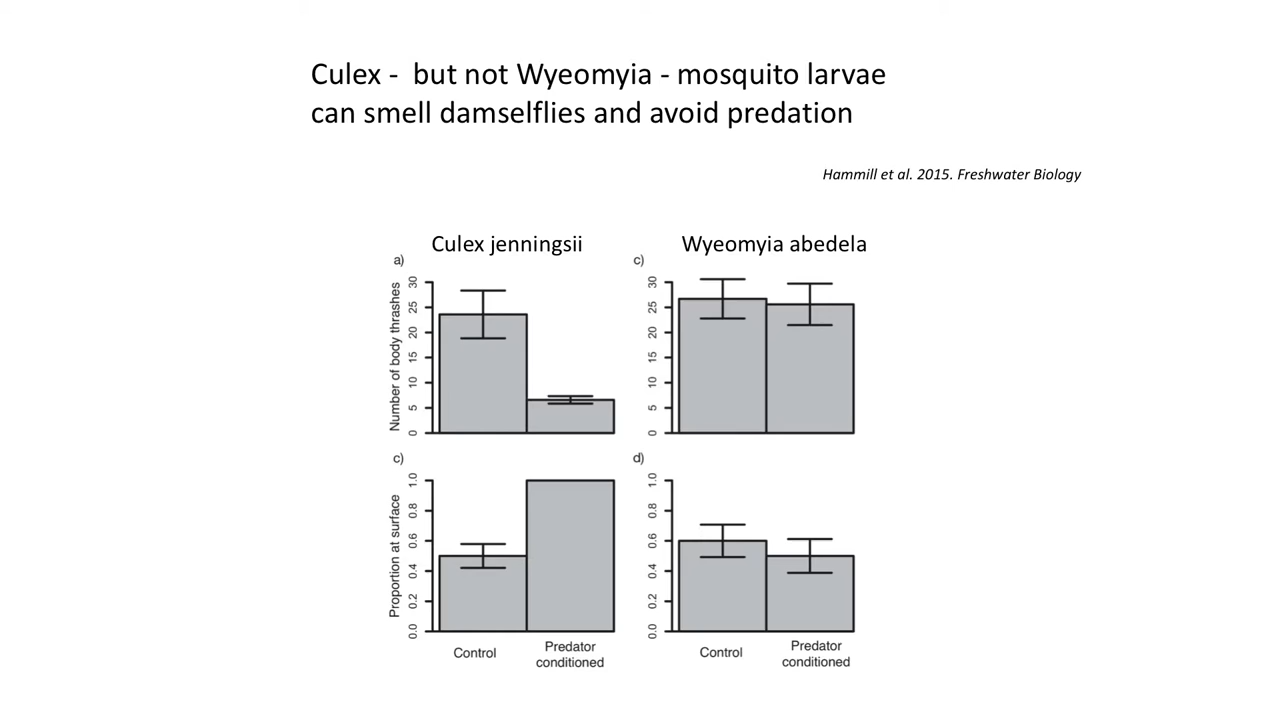 Culex -  but not Wyeomyia - mosquito larvae
can smell damselflies and avoid predation
Hammill et al. 2015. Freshwater Biology
Culex jenningsii
Wyeomyia abedela
a)
Number of body thrashes
0 5 10 15 20 25 30
c)
0 5 10 15 20 25 30
c)
Proportion at surface
0.0 0.2 0.4 0.6 0.8 1.0
Control
Predator
conditioned
d)
0.0 0.2 0.4 0.6 0.8 1.0
Control
Predator
conditioned